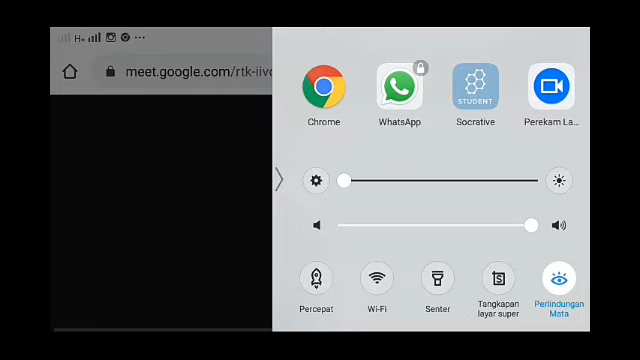 H+
meet.google.com/rtk-iivc
STUDENT
Chrome
WhatsApp
Socrative
Perekam La...
Percepat
Wi-Fi
Senter
Tangkapan
layar super
S
Perlindungan
Mata